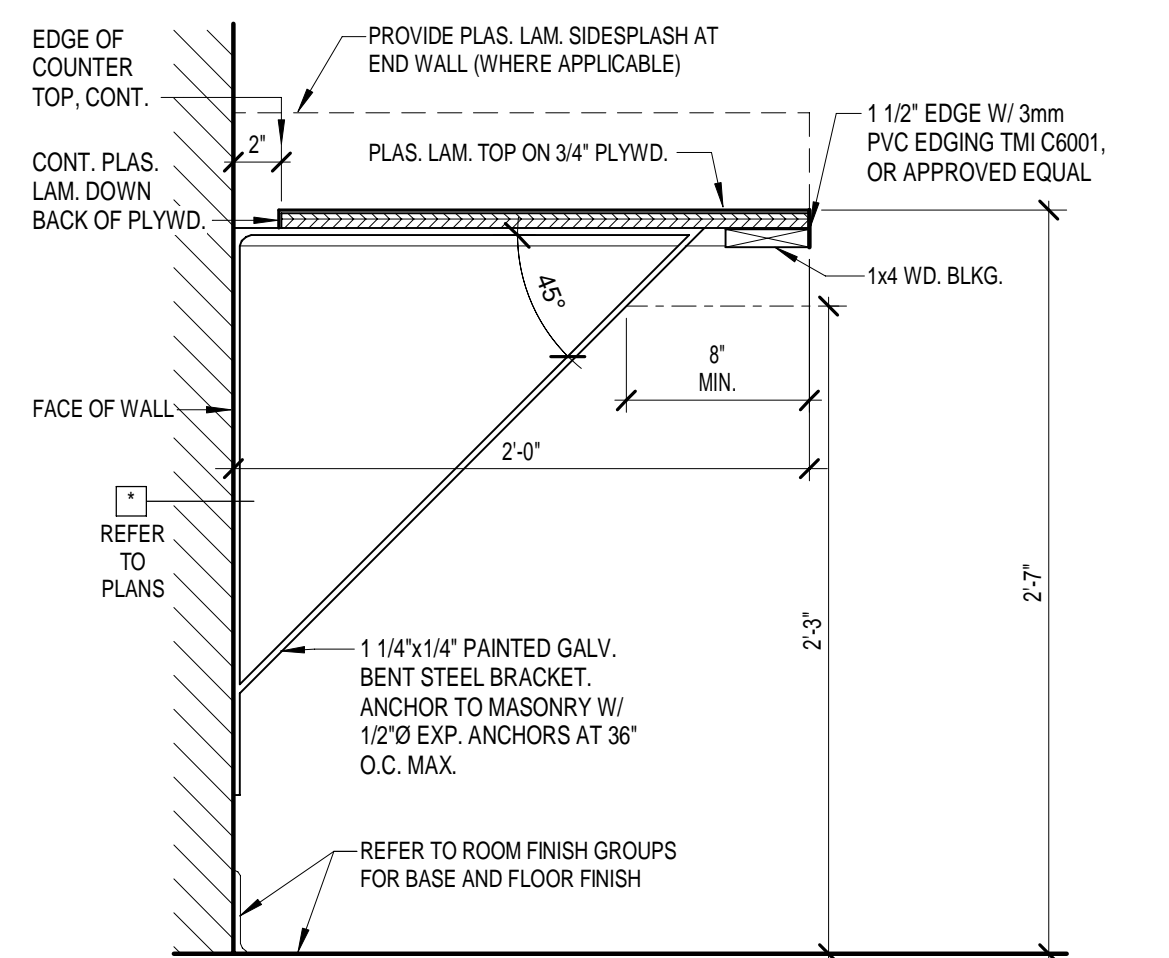 EDGE OF
COUNTER
TOP, CONT.
PROVIDE PLAS. LAM. SIDESPLASH AT
END WALL (WHERE APPLICABLE)
1 1/2" EDGE W/ 3mm
PVC EDGING TMI C6001,
OR APPROVED EQUAL
2"
PLAS. LAM. TOP ON 3/4" PLYWD.
CONT. PLAS.
LAM. DOWN
BACK OF PLYWD.
1x4 WD. BLKG.
45°
8"
MIN.
FACE OF WALL
2'-0"
*
REFER
TO
PLANS
2'-3"
2'-7"
1 1/4"x1/4" PAINTED GALV.
BENT STEEL BRACKET.
ANCHOR TO MASONRY W/
1/2"Ø EXP. ANCHORS AT 36"
O.C. MAX.
REFER TO ROOM FINISH GROUPS
FOR BASE AND FLOOR FINISH